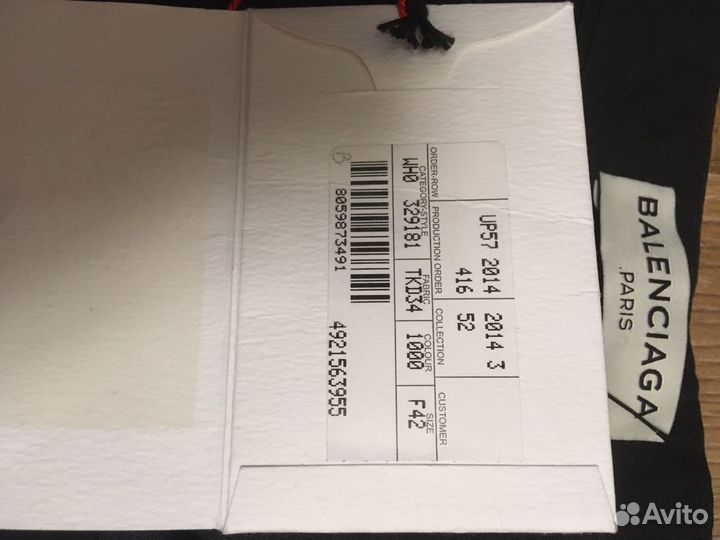 UP57 2014 2014 3
416 52
ORDER-ROW PRODUCTION ORDER COLLECTION CUSTOMER
CATEGORY-STYLE FABRIC COLOUR SIZE
WH0 329181 TKD34 1000 F42
B
8059873491 4921563955
BALENCIAGA
.PARIS
Avito